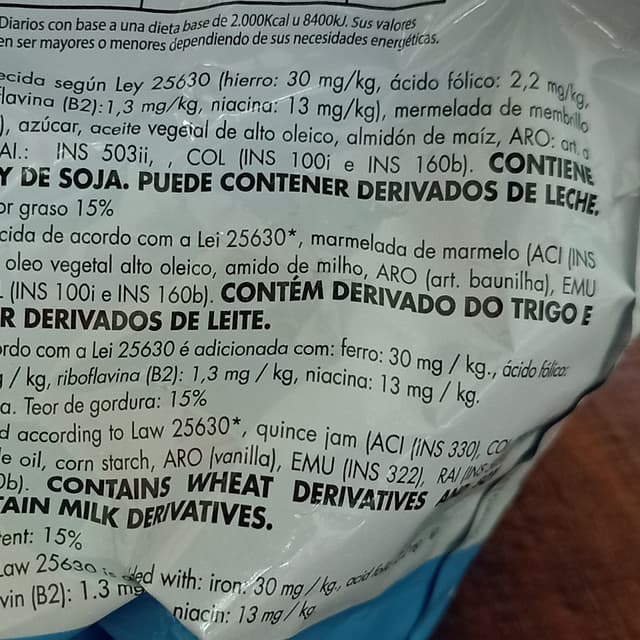 Diarios con base a una dieta base de 2.000Kcal u 8400kJ. Sus valores
en ser mayores o menores dependiendo de sus necesidades energéticas.
ecida según Ley 25630 (hierro: 30 mg/kg, ácido fólico: 2,2 mg/kg,
flavina (B2):1,3 mg/kg, niacina: 13 mg/kg), mermelada de membrillo
), azúcar, aceite vegetal de alto oleico, almidón de maíz, ARO: art. a
AI.: INS 503ii, , COL (INS 100i e INS 160b). CONTIENE
Y DE SOJA. PUEDE CONTENER DERIVADOS DE LECHE.
or graso 15%
cida de acordo com a Lei 25630*, marmelada de marmelo (ACI (INS
oleo vegetal alto oleico, amido de milho, ARO (art. baunilha), EMU
(INS 100i e INS 160b). CONTÉM DERIVADO DO TRIGO E
R DERIVADOS DE LEITE.
ordo com a Lei 25630 é adicionada com: ferro: 30 mg / kg., ácido fólico:
/ kg, riboflavina (B2): 1,3 mg / kg, niacina: 13 mg / kg.
a. Teor de gordura: 15%
d according to Law 25630*, quince jam (ACI (INS 330), CO
e oil, corn starch, ARO (vanilla), EMU (INS 322), RAI
0b). CONTAINS WHEAT DERIVATIVES
TAIN MILK DERIVATIVES.
tent: 15%
Law 25630 is added with: iron: 30 mg / kg., acid
vin (B2): 1.3 mg
niacin: 13 mg / kg